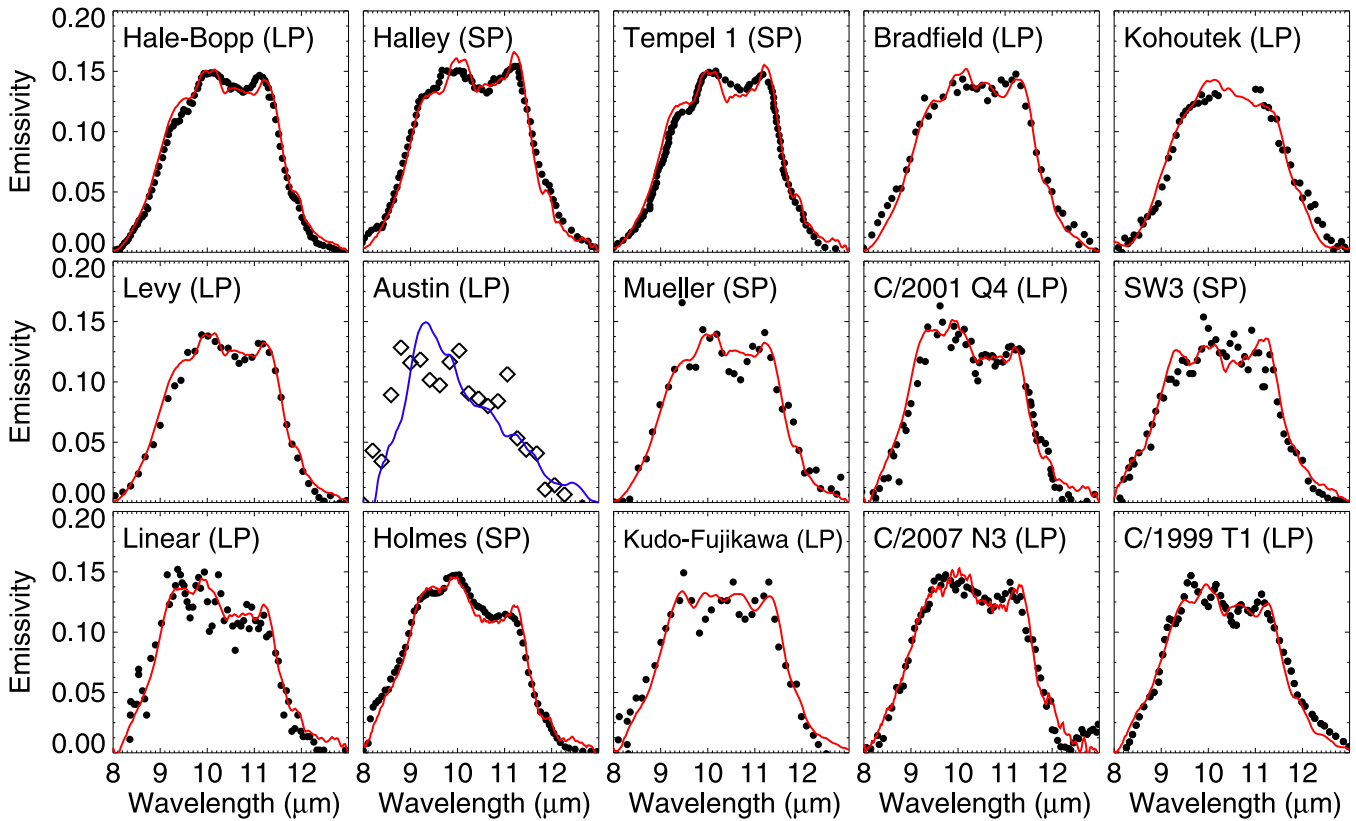 Hale-Bopp (LP)
Halley (SP)
Tempel 1 (SP)
Bradfield (LP)
Kohoutek (LP)
Emissivity
0.20
0.15
0.10
0.05
0.00
Levy (LP)
Austin (LP)
Mueller (SP)
C/2001 Q4 (LP)
SW3 (SP)
Emissivity
0.20
0.15
0.10
0.05
0.00
Linear (LP)
Holmes (SP)
Kudo-Fujikawa (LP)
C/2007 N3 (LP)
C/1999 T1 (LP)
Emissivity
0.20
0.15
0.10
0.05
0.00
8 9 10 11 12
8 9 10 11 12
8 9 10 11 12
8 9 10 11 12
8 9 10 11 12
Wavelength (μm)
Wavelength (μm)
Wavelength (μm)
Wavelength (μm)
Wavelength (μm)